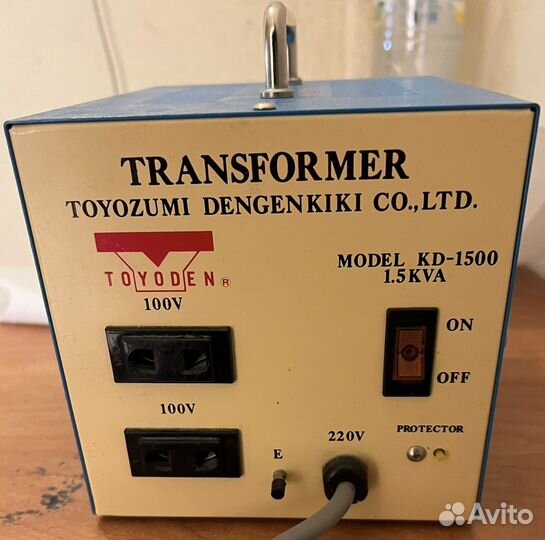 TRANSFORMER
TOYOZUMI DENGENKIKI CO.,LTD.
TOYODEN®
MODEL KD-1500
1.5KVA
100V
ON
OFF
100V
E
220V
PROTECTOR
Avito